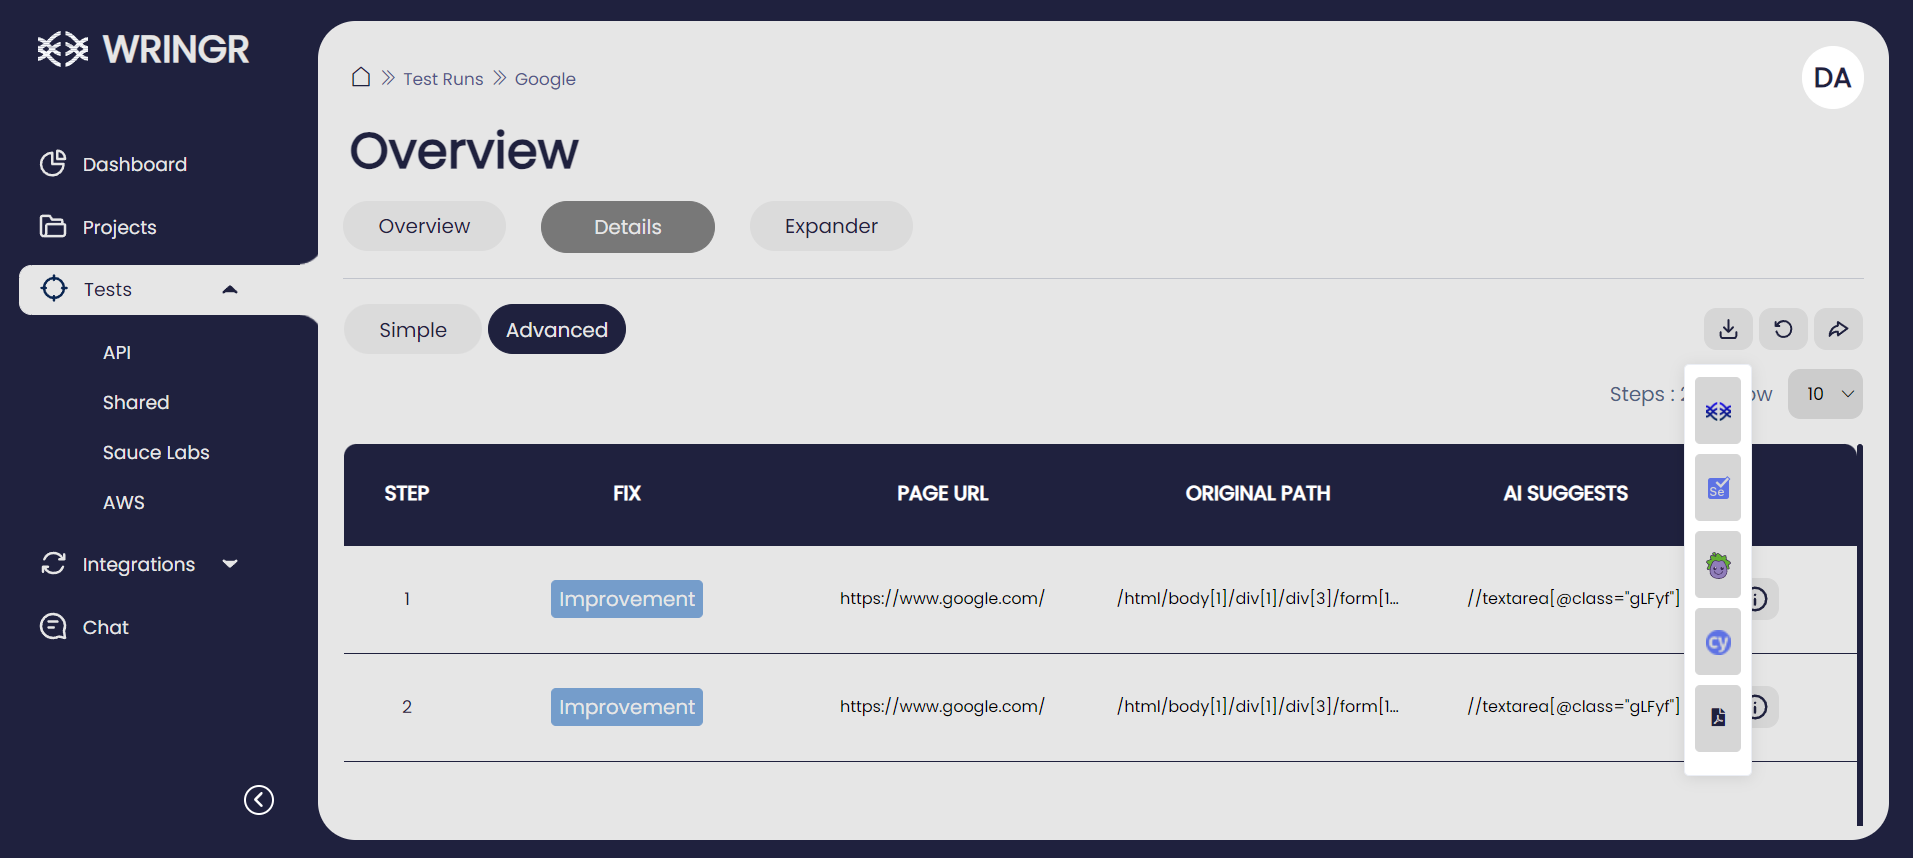 WRINGR
Dashboard
Projects
Tests
API
Shared
Sauce Labs
AWS
Integrations
Chat
Test Runs
Google
DA
Overview
Overview
Details
Expander
Simple
Advanced
Steps :
10
STEP
FIX
PAGE URL
ORIGINAL PATH
AI SUGGESTS
1
Improvement
https://www.google.com/
/html/body[1]/div[1]/div[3]/form[1...
//textarea[@class="gLFyf"]
2
Improvement
https://www.google.com/
/html/body[1]/div[1]/div[3]/form[1...
//textarea[@class="gLFyf"]
Se
cy